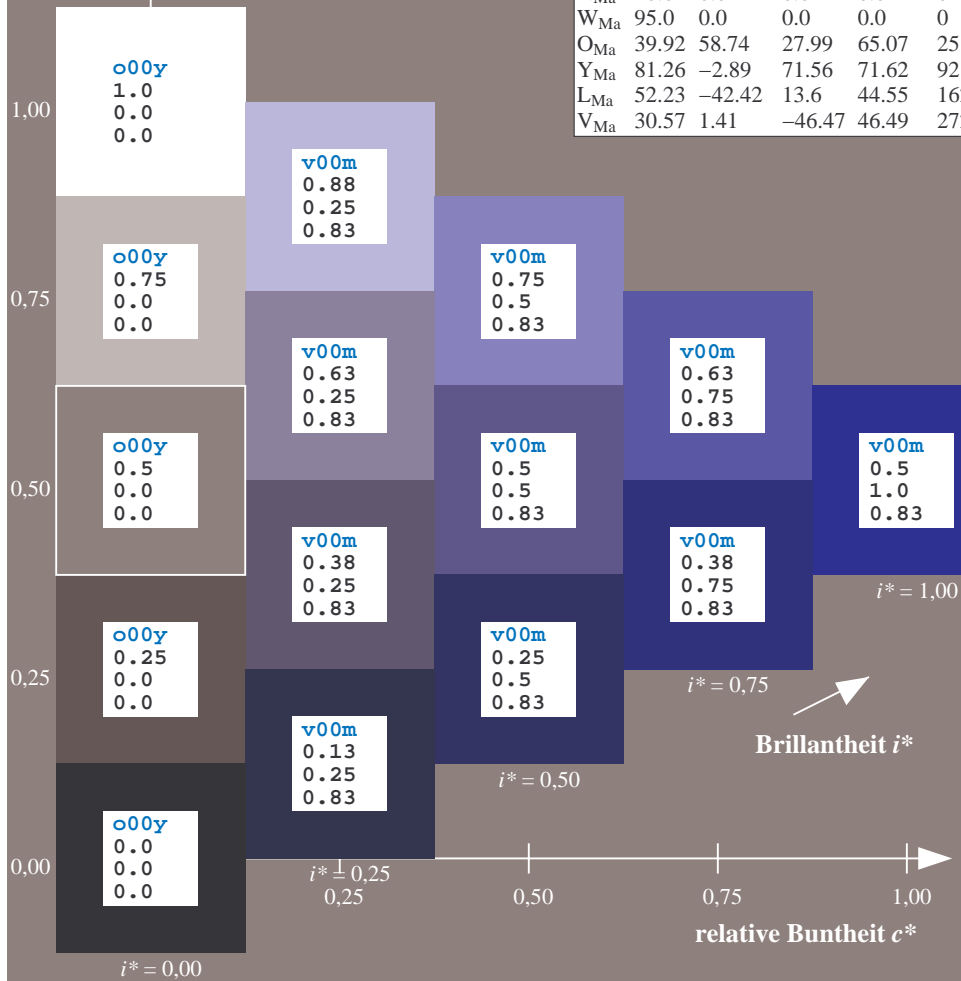 W_Ma 95.0 0.0 0.0 0.0 0
O_Ma 39.92 58.74 27.99 65.07 25
Y_Ma 81.26 −2.89 71.56 71.62 92
L_Ma 52.23 −42.42 13.6 44.55
V_Ma 30.57 1.41 −46.47 46.49
1,00
o00y
1.0
0.0
0.0
v00m
0.88
0.25
0.83
0,75
o00y
0.75
0.0
0.0
v00m
0.75
0.5
0.83
v00m
0.63
0.25
0.83
v00m
0.63
0.75
0.83
0,50
o00y
0.5
0.0
0.0
v00m
0.5
0.5
0.83
v00m
0.5
1.0
0.83
v00m
0.38
0.25
0.83
v00m
0.38
0.75
0.83
i* = 1,00
0,25
o00y
0.25
0.0
0.0
v00m
0.25
0.5
0.83
i* = 0,75
v00m
0.13
0.25
0.83
Brillantheit i*
i* = 0,50
0,00
o00y
0.0
0.0
0.0
i* = 0,25
0,25 0,50 0,75 1,00
relative Buntheit c*
i* = 0,00